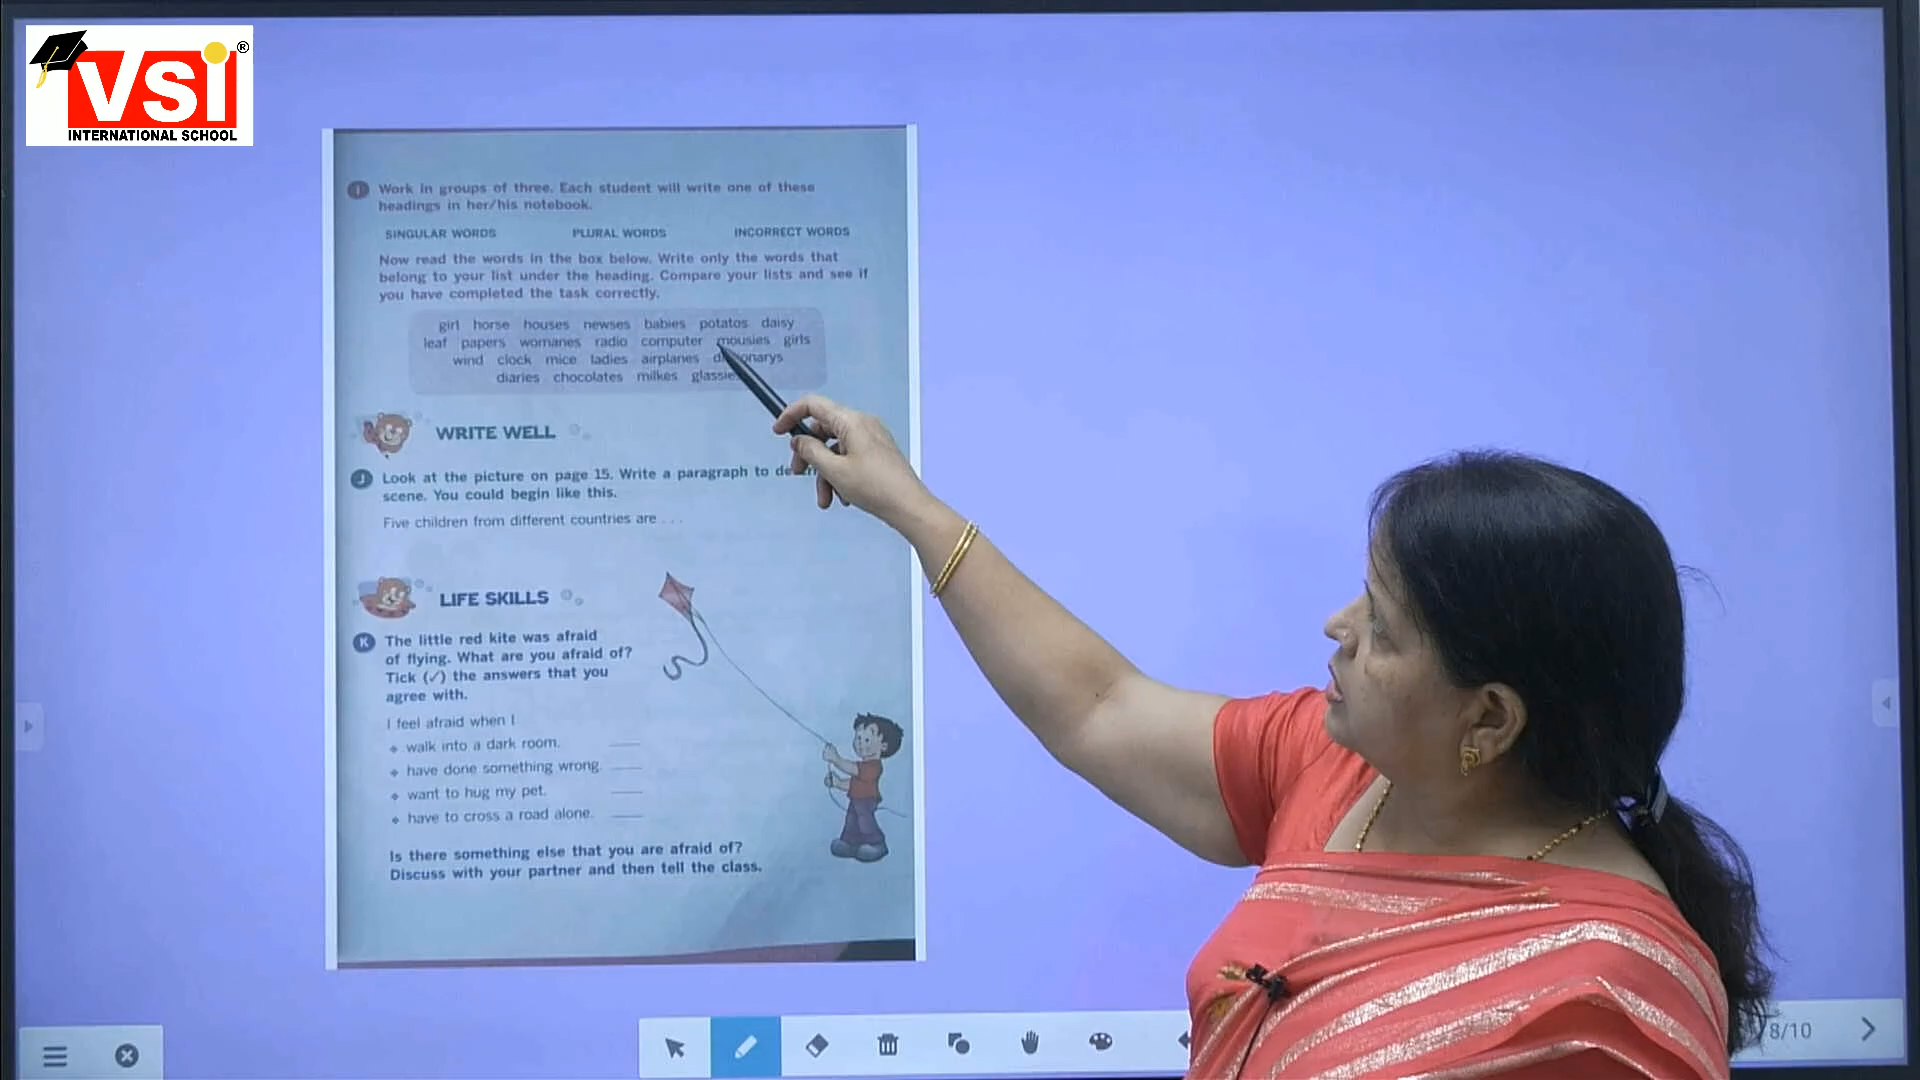 VSI®
INTERNATIONAL SCHOOL
I Work in groups of three. Each student will write one of these
headings in her/his notebook.
SINGULAR WORDS PLURAL WORDS INCORRECT WORDS
Now read the words in the box below. Write only the words that
belong to your list under the heading. Compare your lists and see if
you have completed the task correctly.
girl horse houses newses babies potatos daisy
leaf papers womanes radio computer mousies girls
wind clock mice ladies airplanes
diaries chocolates milkes
WRITE WELL
J Look at the picture on page 15. Write a paragraph to
scene. You could begin like this.
Five children from different countries are . . .
LIFE SKILLS
K The little red kite was afraid
of flying. What are you afraid of?
Tick (✓) the answers that you
agree with.
I feel afraid when I
walk into a dark room.
have done something wrong.
want to hug my pet.
have to cross a road alone.
Is there something else that you are afraid of?
Discuss with your partner and then tell the class.
8/10